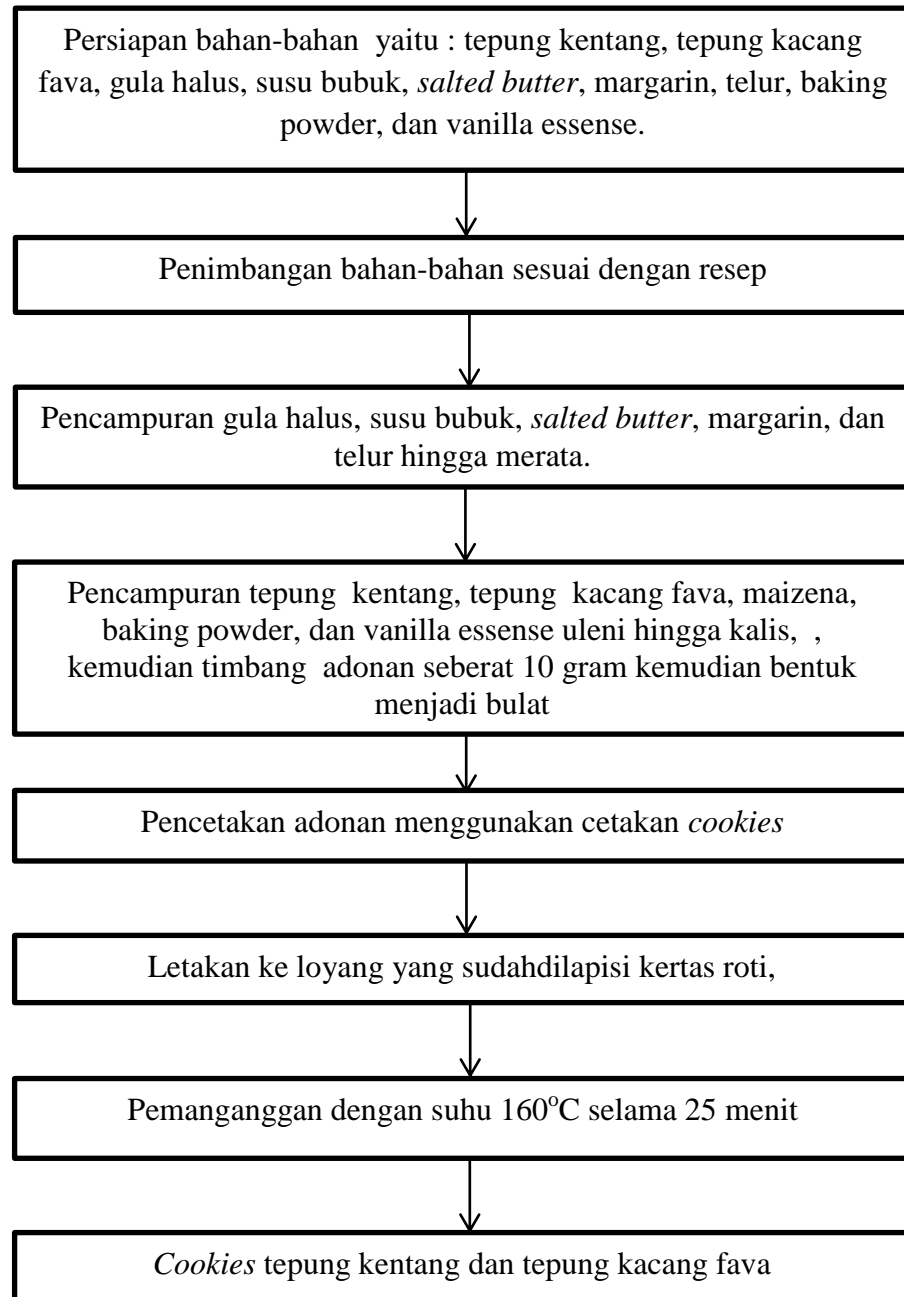 Persiapan bahan-bahan yaitu : tepung kentang, tepung kacang
fava, gula halus, susu bubuk, salted butter, margarin, telur, baking
powder, dan vanilla essense.
Penimbangan bahan-bahan sesuai dengan resep
Pencampuran gula halus, susu bubuk, salted butter, margarin, dan
telur hingga merata.
Pencampuran tepung kentang, tepung kacang fava, maizena,
baking powder, dan vanilla essense uleni hingga kalis, ,
kemudian timbang adonan seberat 10 gram kemudian bentuk
menjadi bulat
Pencetakan adonan menggunakan cetakan cookies
Letakan ke loyang yang sudahdilapisi kertas roti,
Pemanganggan dengan suhu 160°C selama 25 menit
Cookies tepung kentang dan tepung kacang fava